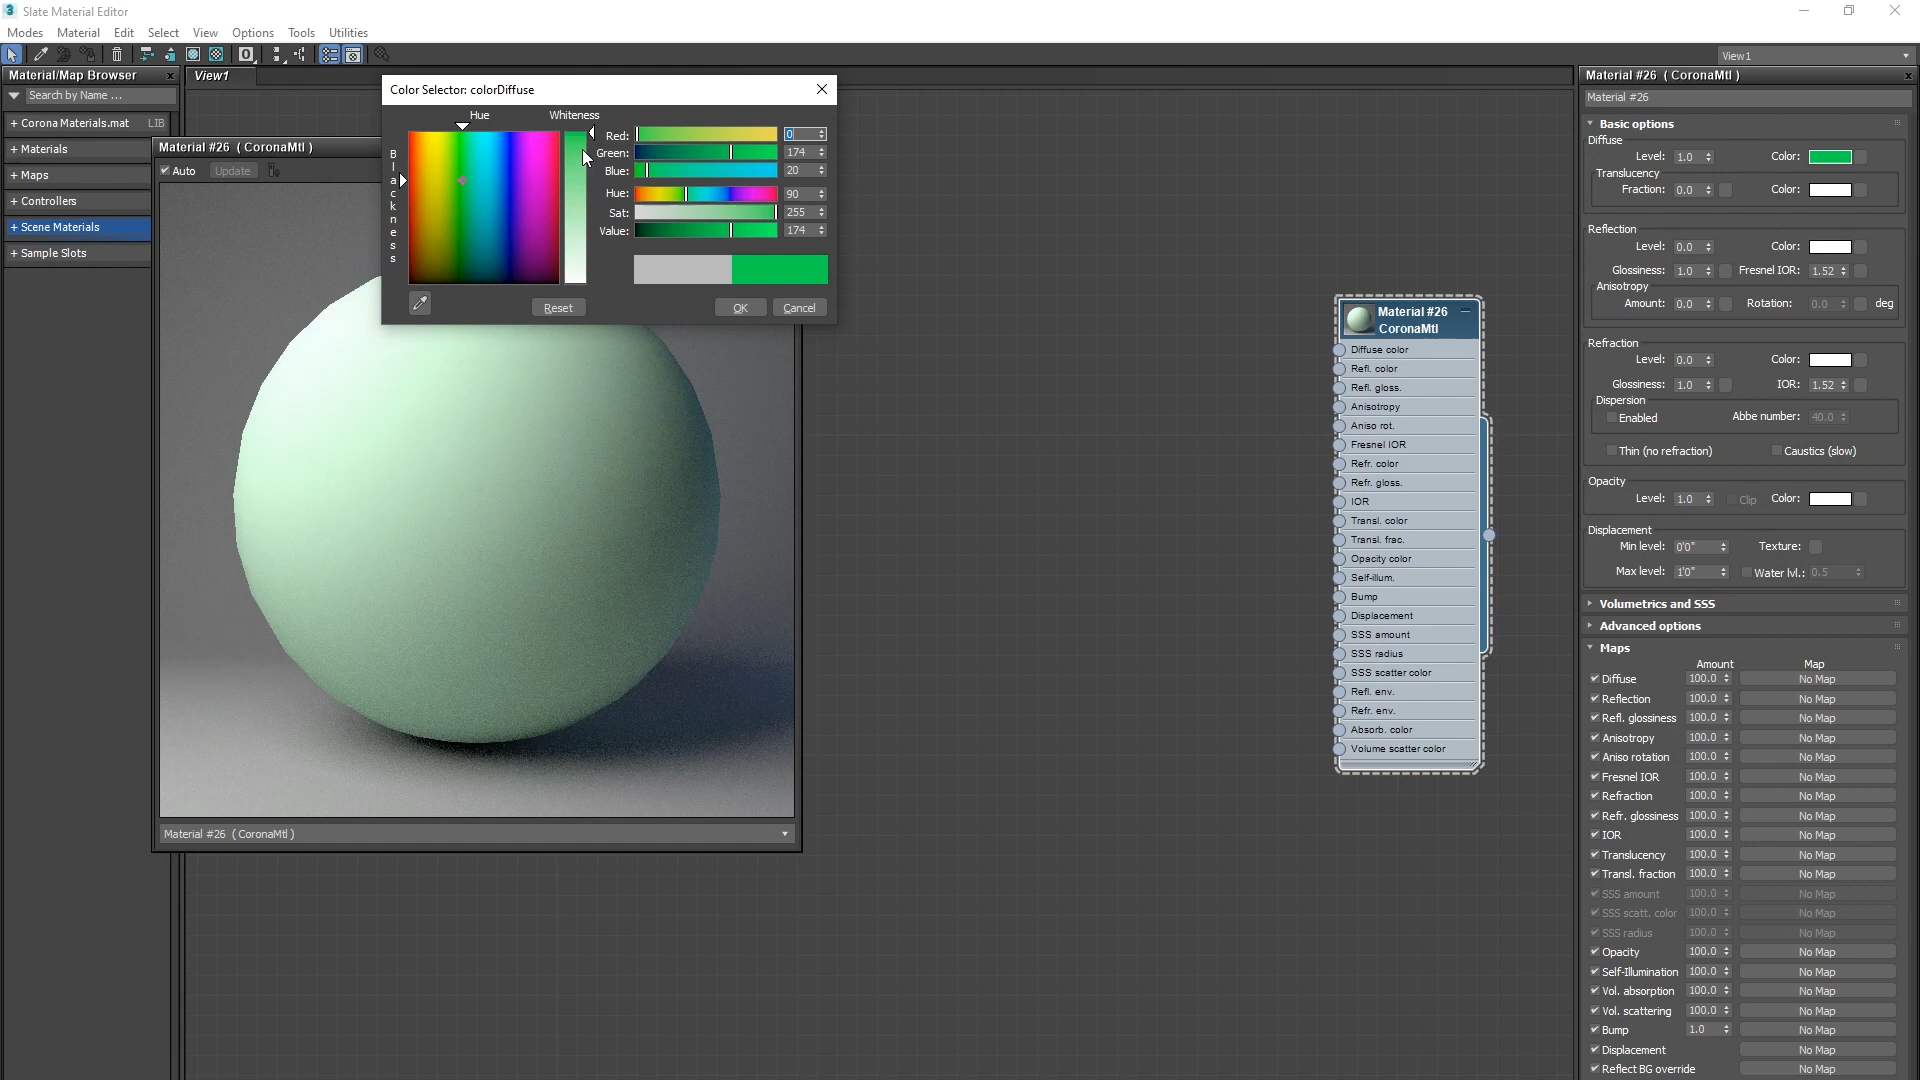 3 Slate Material Editor
Modes Material Edit Select View Options Tools Utilities
View1
Material/Map Browser
Search by Name ...
+ Corona Materials.mat LIB
+ Materials
+ Maps
+ Controllers
+ Scene Materials
+ Sample Slots
View1
Material #26 ( CoronaMtl )
Auto Update
Material #26 ( CoronaMtl )
Color Selector: colorDiffuse
Hue Whiteness
Blackness
Red: 0
Green: 174
Blue: 20
Hue: 90
Sat: 255
Value: 174
Reset OK Cancel
Material #26
CoronaMtl
Diffuse color
Refl. color
Refl. gloss.
Anisotropy
Aniso rot.
Fresnel IOR
Refr. color
Refr. gloss.
IOR
Transl. color
Transl. frac.
Opacity color
Self-illum.
Bump
Displacement
SSS amount
SSS radius
SSS scatter color
Refl. env.
Refr. env.
Absorb. color
Volume scatter color
Material #26 ( CoronaMtl )
Material #26
Basic options
Diffuse
Level: 1.0 Color:
Translucency
Fraction: 0.0 Color:
Reflection
Level: 0.0 Color:
Glossiness: 1.0 Fresnel IOR: 1.52
Anisotropy
Amount: 0.0 Rotation: 0.0 deg
Refraction
Level: 0.0 Color:
Glossiness: 1.0 IOR: 1.52
Dispersion
Enabled Abbe number: 40.0
Thin (no refraction) Caustics (slow)
Opacity
Level: 1.0 Clip Color:
Displacement
Min level: 0'0" Texture:
Max level: 1'0" Water lvl.: 0.5
Volumetrics and SSS
Advanced options
Maps
Amount Map
Diffuse 100.0 No Map
Reflection 100.0 No Map
Refl. glossiness 100.0 No Map
Anisotropy 100.0 No Map
Aniso rotation 100.0 No Map
Fresnel IOR 100.0 No Map
Refraction 100.0 No Map
Refr. glossiness 100.0 No Map
IOR 100.0 No Map
Translucency 100.0 No Map
Transl. fraction 100.0 No Map
SSS amount 100.0 No Map
SSS scatt. color 100.0 No Map
SSS radius 100.0 No Map
Opacity 100.0 No Map
Self-Illumination 100.0 No Map
Vol. absorption 100.0 No Map
Vol. scattering 100.0 No Map
Bump 1.0 No Map
Displacement No Map
Reflect BG override No Map